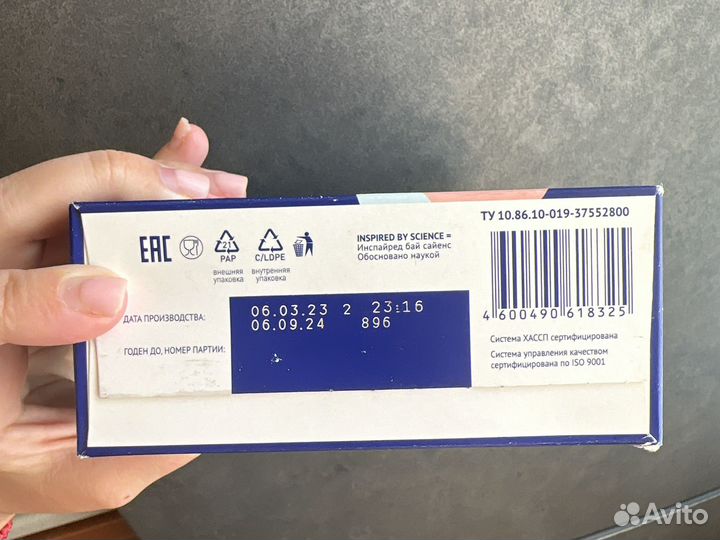 ТУ 10.86.10-019-37552800
EAC
21
PAP
внешняя
упаковка
C/LDPE
внутренняя
упаковка
INSPIRED BY SCIENCE =
Инспайред бай сайенс
Обосновано наукой
ДАТА ПРОИЗВОДСТВА:
06.03.23 2 23:16
ГОДЕН ДО, НОМЕР ПАРТИИ:
06.09.24 896
4 600490 618325
Система ХАССП сертифицирована
Система управления качеством
сертифицирована по ISO 9001
Avito